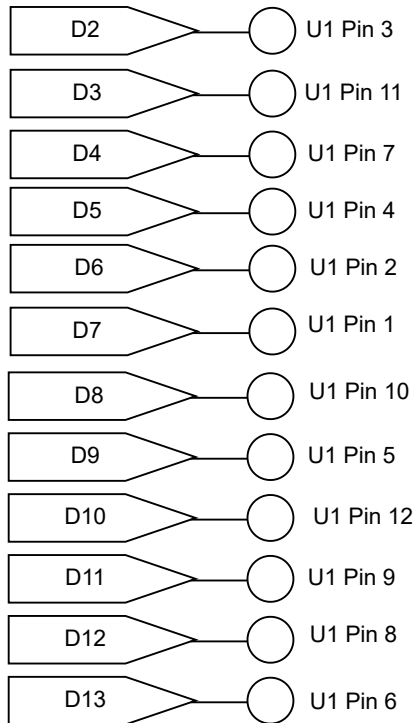 D2 U1 Pin 3
D3 U1 Pin 11
D4 U1 Pin 7
D5 U1 Pin 4
D6 U1 Pin 2
D7 U1 Pin 1
D8 U1 Pin 10
D9 U1 Pin 5
D10 U1 Pin 12
D11 U1 Pin 9
D12 U1 Pin 8
D13 U1 Pin 6